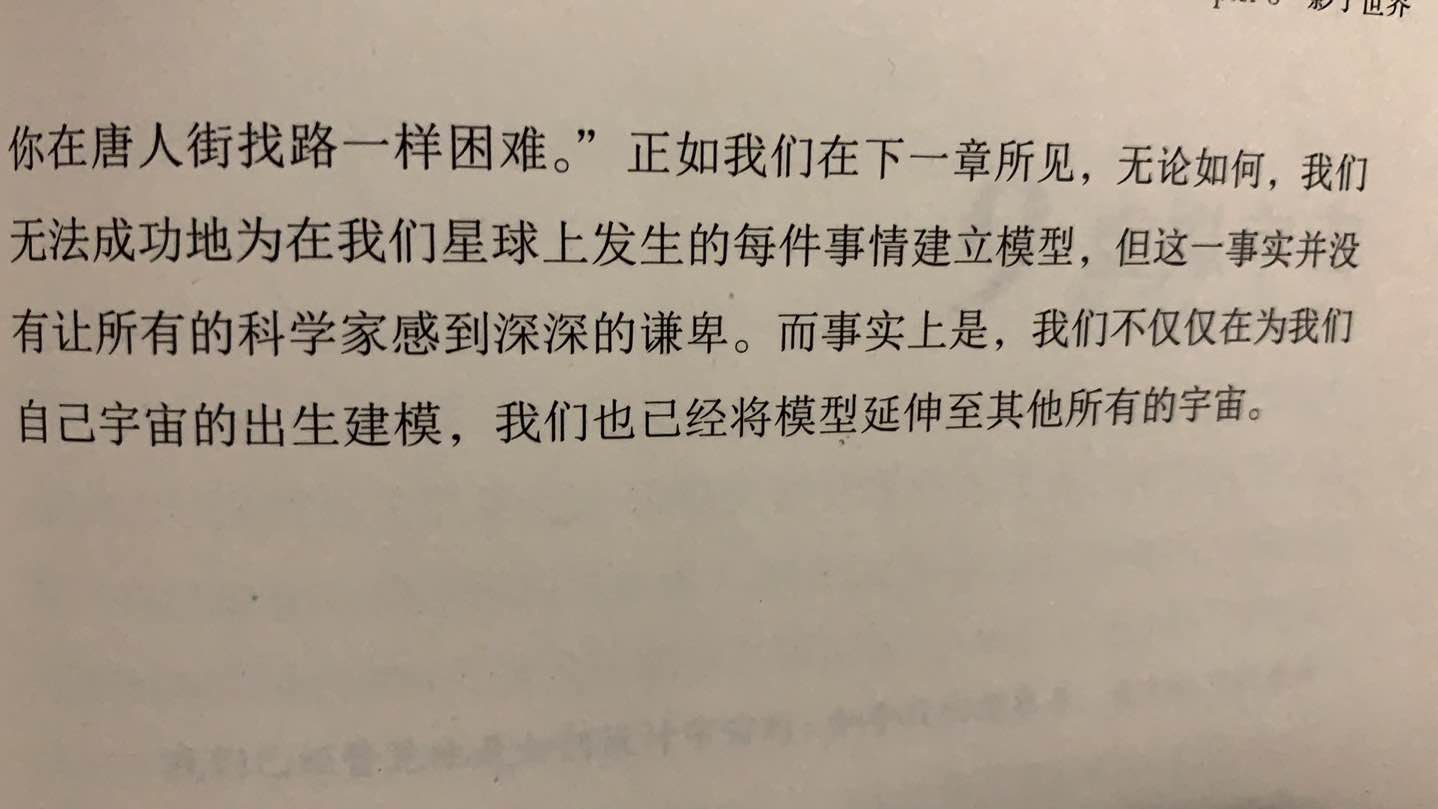 影子世界
你在唐人街找路一样困难。”正如我们在下一章所见，无论如何，我们
无法成功地为在我们星球上发生的每件事情建立模型，但这一事实并没
有让所有的科学家感到深深的谦卑。而事实上是，我们不仅仅在为我们
自己宇宙的出生建模，我们也已经将模型延伸至其他所有的宇宙。